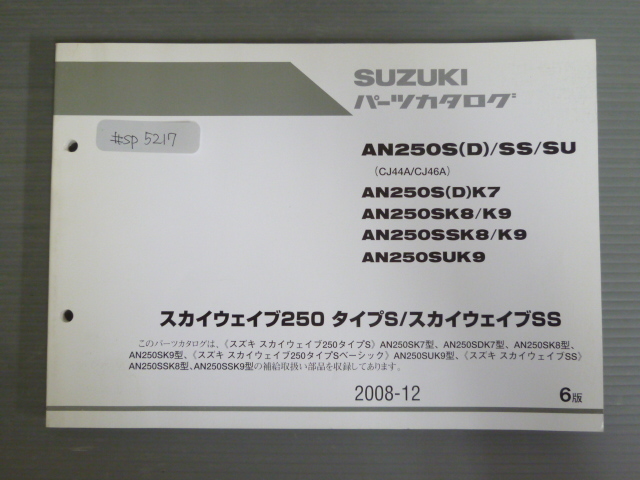 SUZUKI
パーツカタログ
#SP 5217
AN250S(D)/SS/SU
(CJ44A/CJ46A)
AN250S(D)K7
AN250SK8/K9
AN250SSK8/K9
AN250SUK9
スカイウェイブ250 タイプS/スカイウェイブSS
このパーツカタログは、《スズキ スカイウェイブ250タイプS》AN250SK7型、AN250SDK7型、AN250SK8型、
AN250SK9型、《スズキ スカイウェイブ250タイプSベーシック》AN250SUK9型、《スズキ スカイウェイブSS》
AN250SSK8型、AN250SSK9型の補給取扱い部品を収録してあります。
2008-12
6版